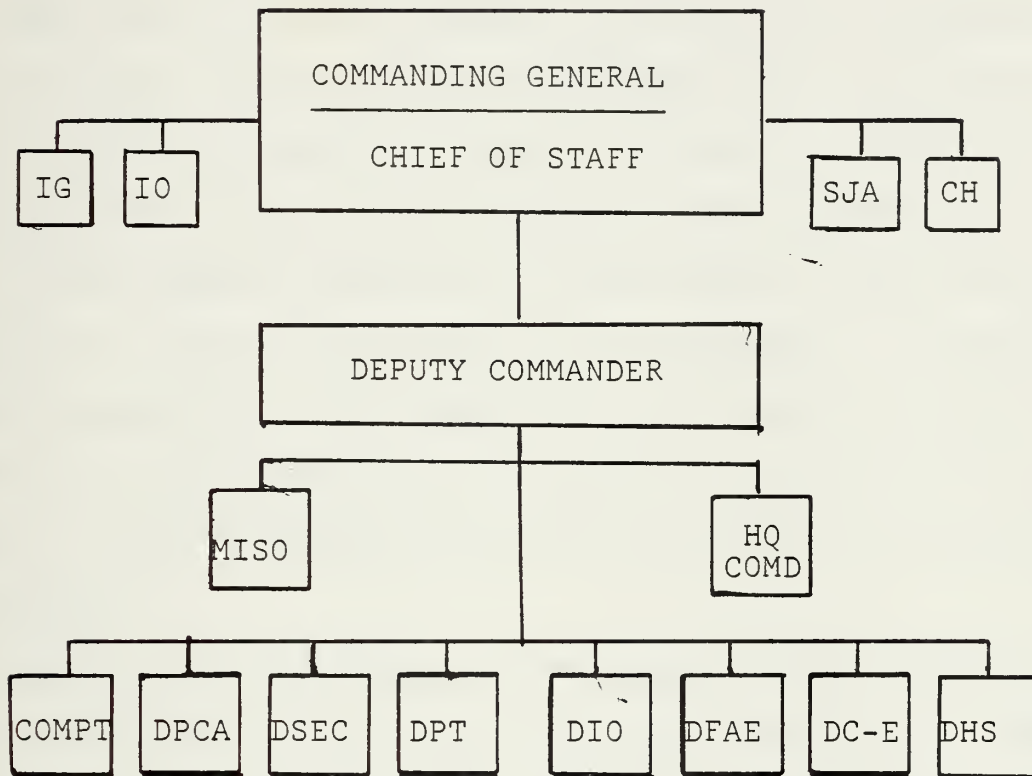 COMMANDING GENERAL
CHIEF OF STAFF
IG IO SJA CH
DEPUTY COMMANDER
MISO HQ
COMD
COMPT DPCA DSEC DPT DIO DFAE DC-E DHS